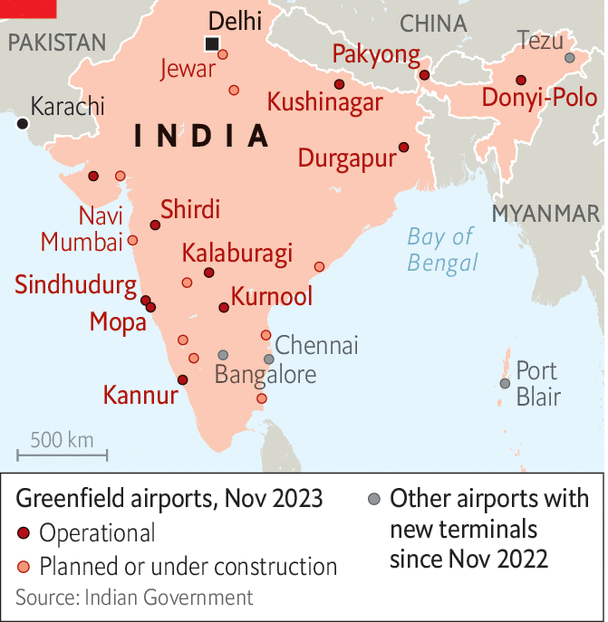 Delhi
CHINA
PAKISTAN
Tezu
Pakyong
Jewar
Kushinagar
Donyi-Polo
Karachi
INDIA
Durgapur
Navi
Mumbai
Shirdi
MYANMAR
Bay of
Bengal
Kalaburagi
Sindhudurg
Kurnool
Mopa
Chennai
Bangalore
Port
Blair
Kannur
500 km
Greenfield airports, Nov 2023
Operational
Planned or under construction
Other airports with
new terminals
since Nov 2022
Source: Indian Government